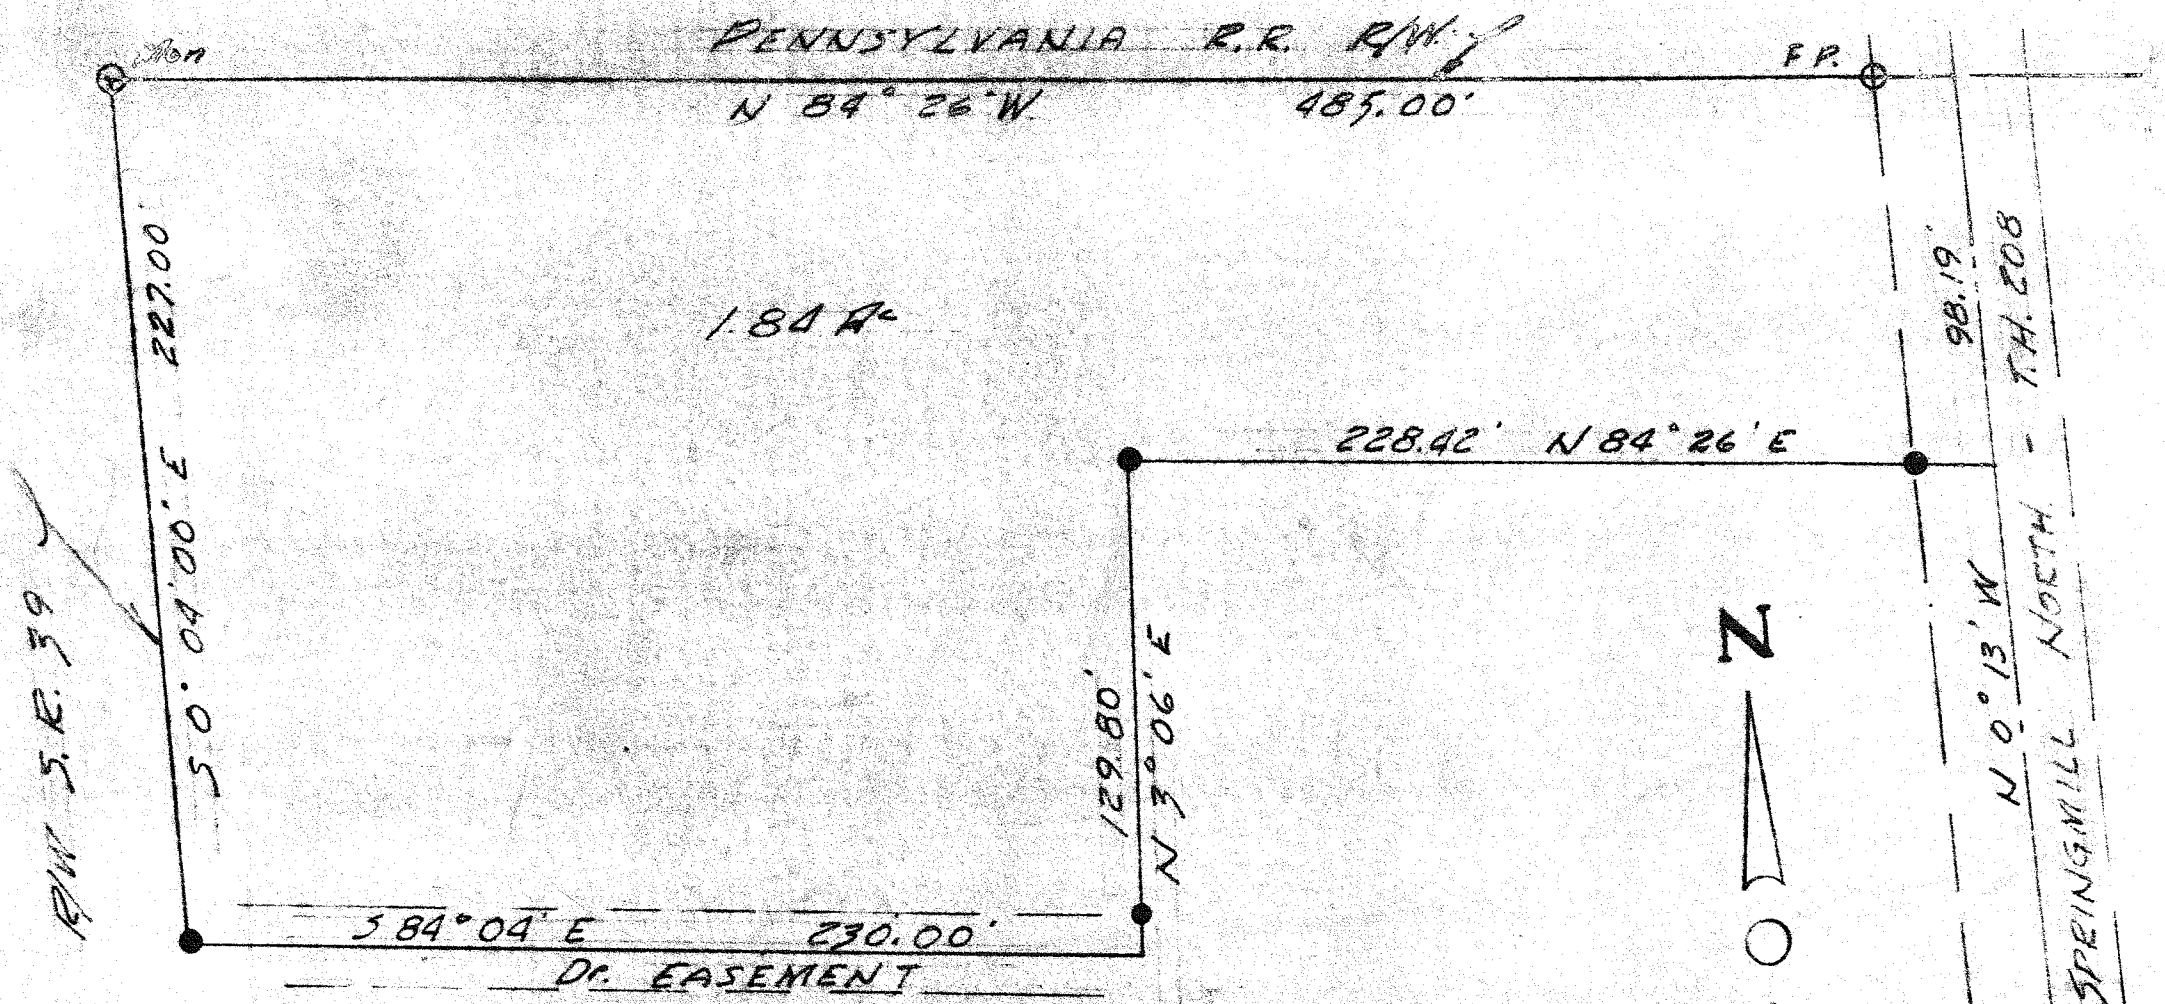 PENNSYLVANIA R.R. R/W.
F P.
N 84° 26' W. 485.00'
227.00'
S 0° 04' 00" E
R/W S.R. 39
1.84 Ac
98.19'
T.H. 208
228.42' N 84° 26' E
129.80'
N 3° 06' E
N
N 0° 13' W
SPRINGMILL NORTH -
S 84° 04' E 230.00'
Dr. EASEMENT